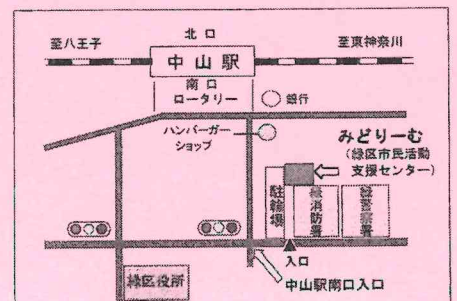 北口
至八王子
至東神奈川
中山駅
南口
ロータリー
銀行
ハンバーガー
ショップ
みどりーむ
(緑区市民活動
支援センター)
駐輪場
緑消防署
緑警察署
入口
緑区役所
中山駅南口入口